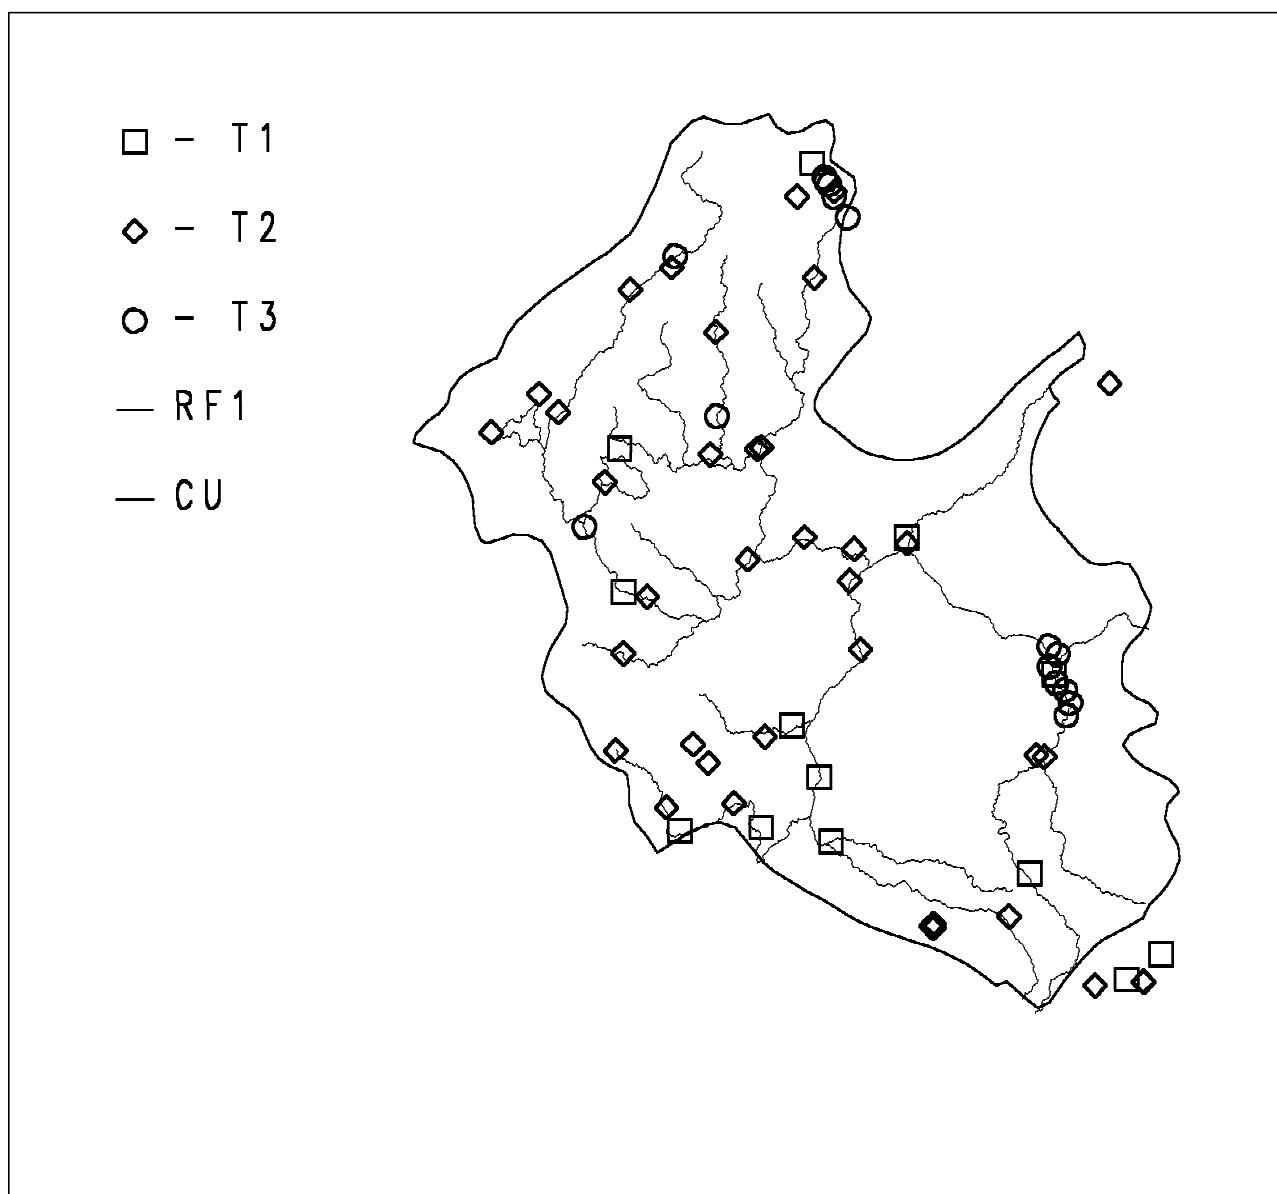 □ - T1
◇ - T2
○ - T3
— RF1
— CU